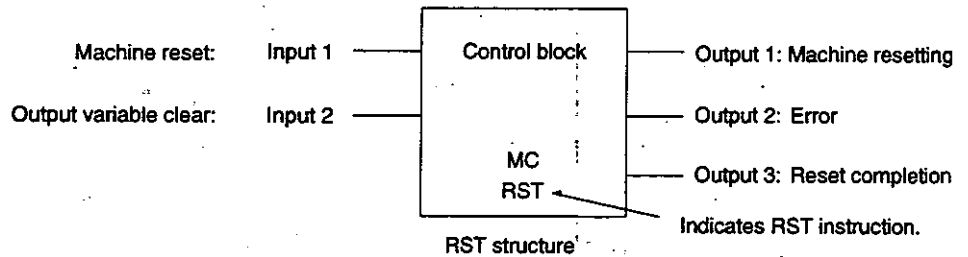 Machine reset: Input 1 Control block Output 1: Machine resetting
Output variable clear: Input 2 Output 2: Error
MC
RST Output 3: Reset completion
Indicates RST instruction.
RST structure